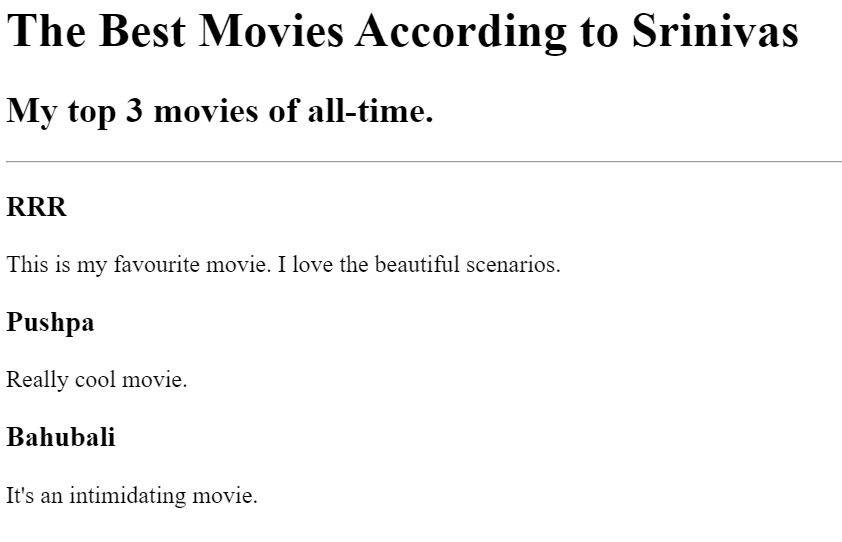 The Best Movies According to Srinivas
My top 3 movies of all-time.
RRR
This is my favourite movie. I love the beautiful scenarios.
Pushpa
Really cool movie.
Bahubali
It's an intimidating movie.